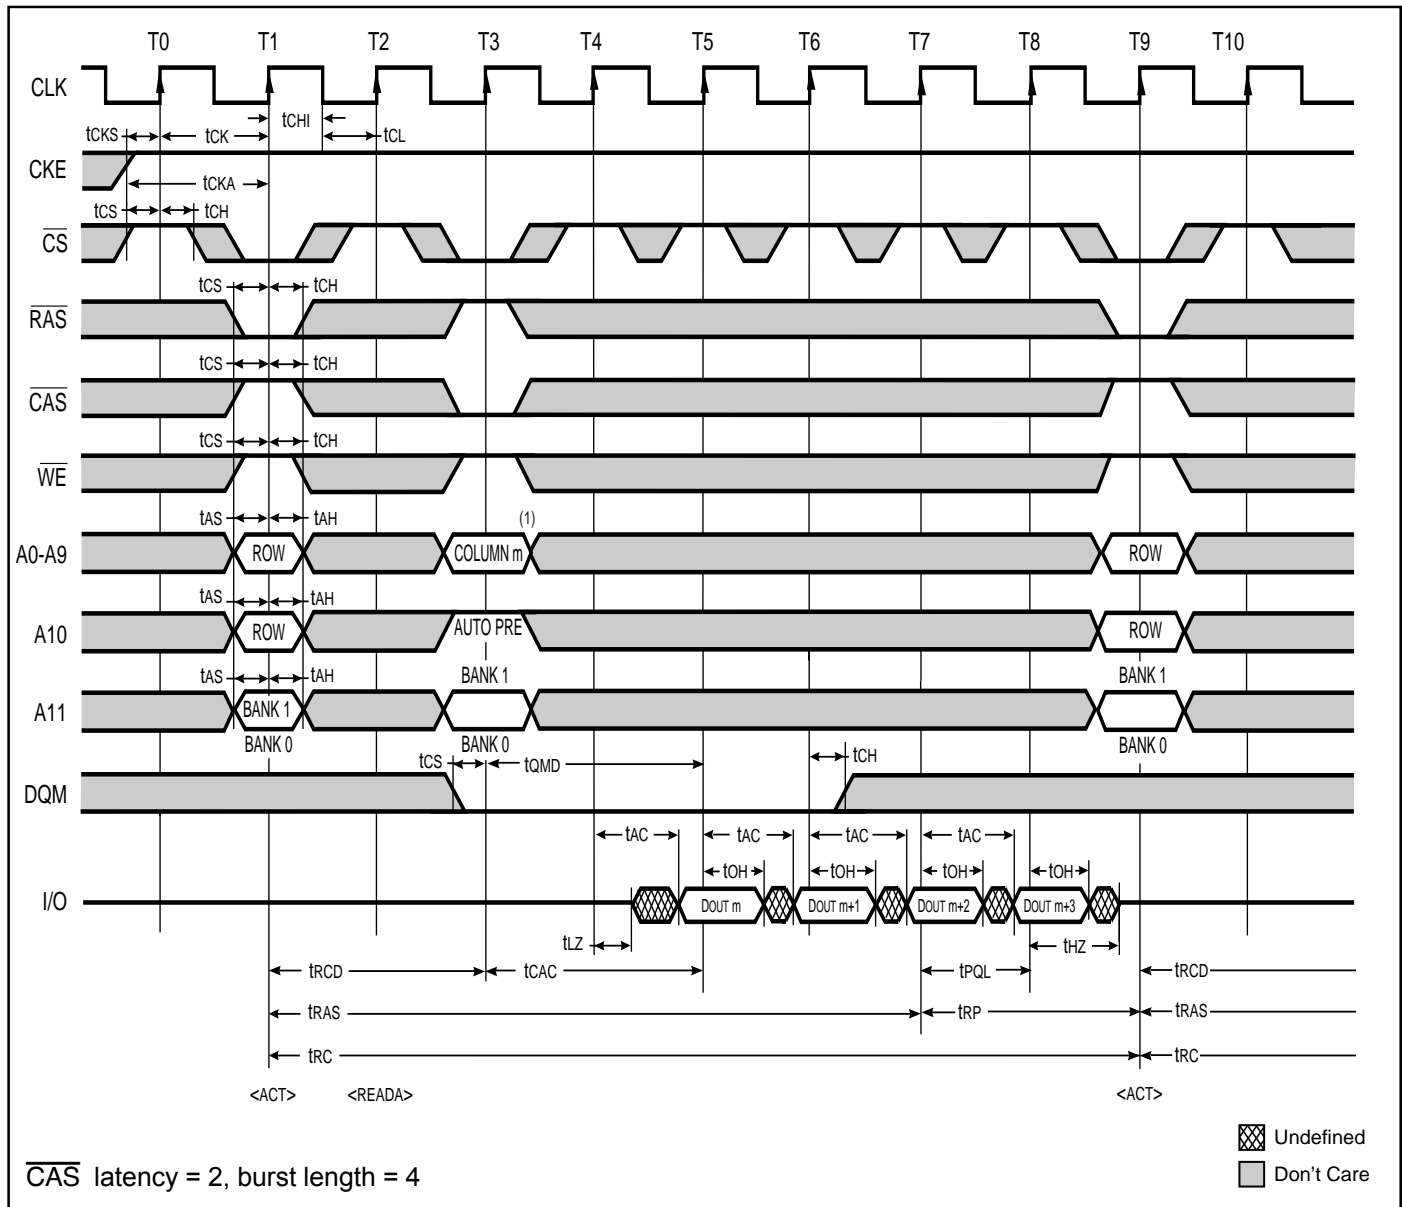 T0 T1 T2 T3 T4 T5 T6 T7 T8 T9 T10
CLK
tCHI
tCKS tCK tCL
CKE
tCKA
tCS tCH
CS
tCS tCH
RAS
tCS tCH
CAS
tCS tCH
WE
tAS tAH (1)
A0-A9 ROW COLUMN m ROW
tAS tAH
A10 ROW AUTO PRE ROW
tAS tAH BANK 1 BANK 1
A11 BANK 1
BANK 0 BANK 0 BANK 0
tCS tQMD tCH
DQM
tAC tAC tAC tAC
tOH tOH tOH tOH
I/O DOUT m DOUT m+1 DOUT m+2 DOUT m+3
tLZ tHZ
tRCD tCAC tPQL tRCD
tRAS tRP tRAS
tRC tRC
<ACT> <READA> <ACT>
Undefined
Don't Care
CAS latency = 2, burst length = 4